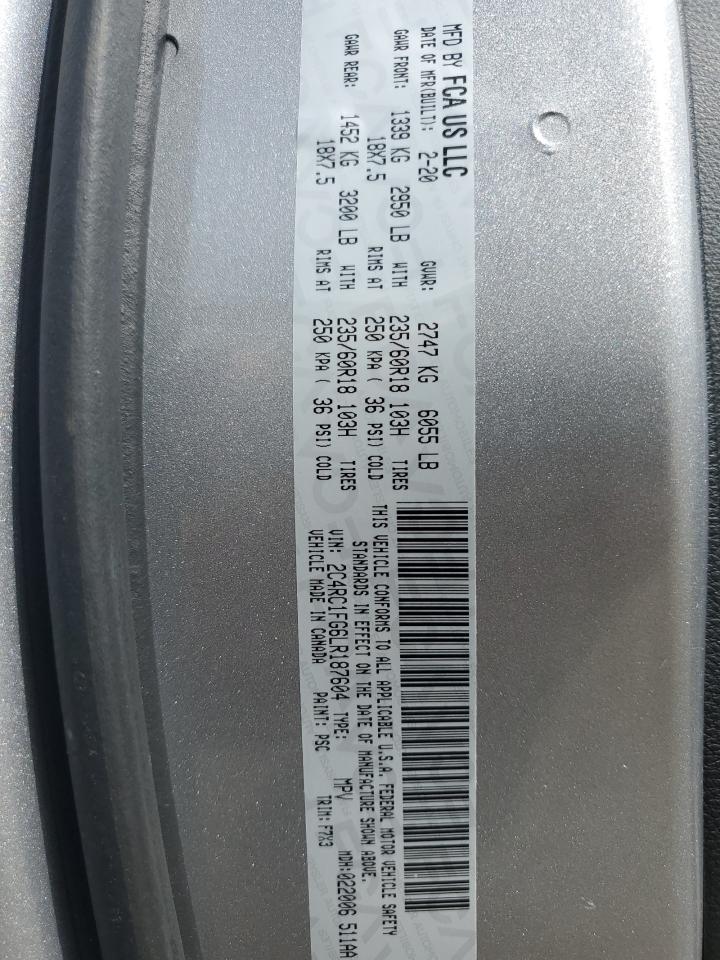 MFD BY FCA US LLC
DATE OF MFR(BUILT): 2-20 GVWR: 2747 KG 6055 LB
GAWR FRONT: 1339 KG 2950 LB WITH 235/60R18 103H TIRES
18X7.5 RIMS AT 250 KPA ( 36 PSI) COLD
GAWR REAR: 1452 KG 3200 LB WITH 235/60R18 103H TIRES
18X7.5 RIMS AT 250 KPA ( 36 PSI) COLD
THIS VEHICLE CONFORMS TO ALL APPLICABLE U.S.A. FEDERAL MOTOR VEHICLE SAFETY
STANDARDS IN EFFECT ON THE DATE OF MANUFACTURE SHOWN ABOVE.
VIN: 2C4RC1FG6LR187604 TYPE: MPV MDH:022006 511AA
VEHICLE MADE IN CANADA PAINT: PSC TRIM: F7X3